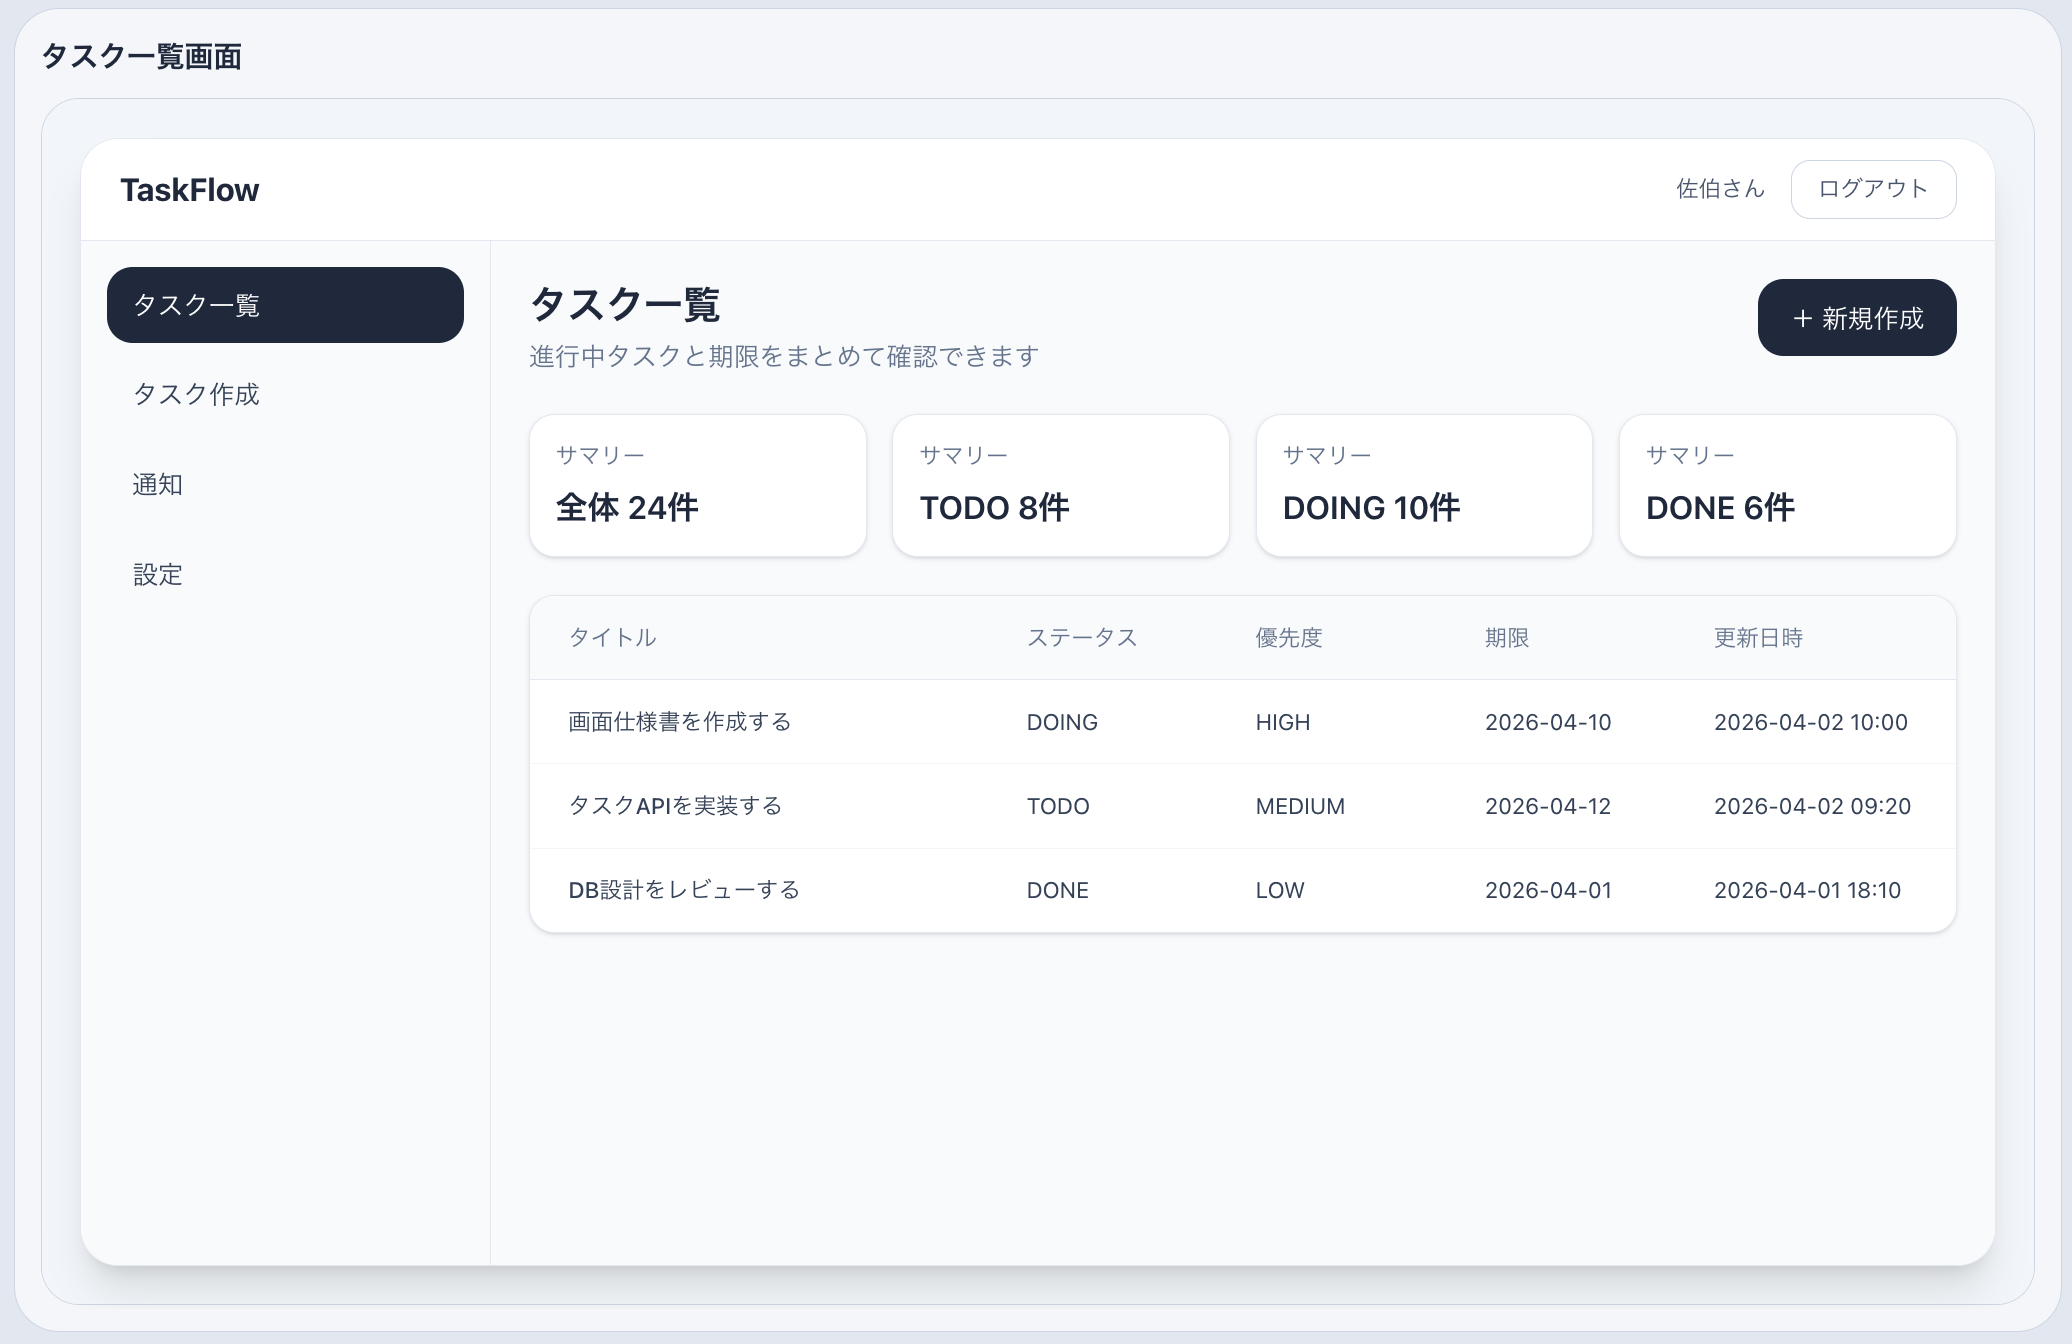 タスク一覧画面
TaskFlow
佐伯さん
ログアウト
タスク一覧
タスク作成
通知
設定
タスク一覧
進行中タスクと期限をまとめて確認できます
＋ 新規作成
サマリー
全体 24件
サマリー
TODO 8件
サマリー
DOING 10件
サマリー
DONE 6件
タイトル ステータス 優先度 期限 更新日時
画面仕様書を作成する DOING HIGH 2026-04-10 2026-04-02 10:00
タスクAPIを実装する TODO MEDIUM 2026-04-12 2026-04-02 09:20
DB設計をレビューする DONE LOW 2026-04-01 2026-04-01 18:10